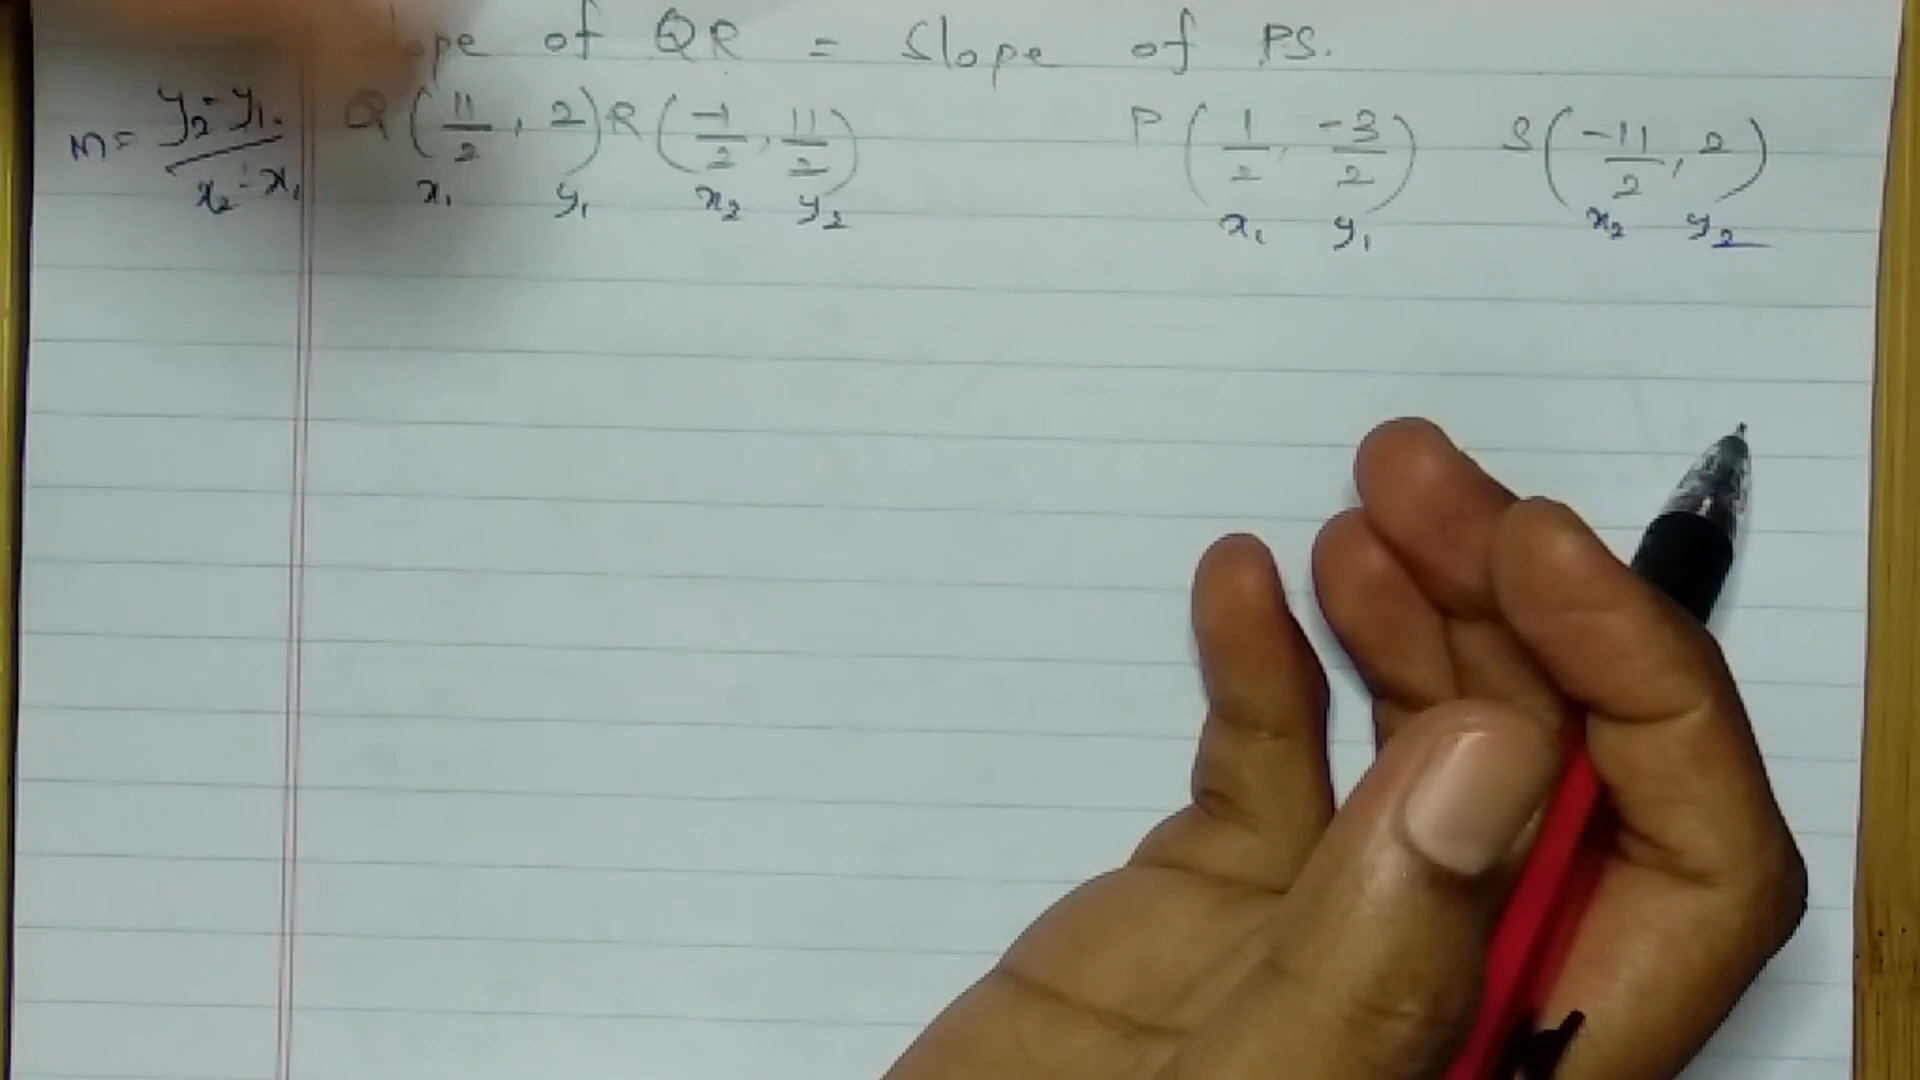 ope of QR = Slope of PS.
m = y2 - y1 / x2 - x1 Q (11/2, 2) R (-1/2, 11/2) P (1/2, -3/2) S (-11/2, 2)
x1 y1 x2 y2 x1 y1 x2 y2